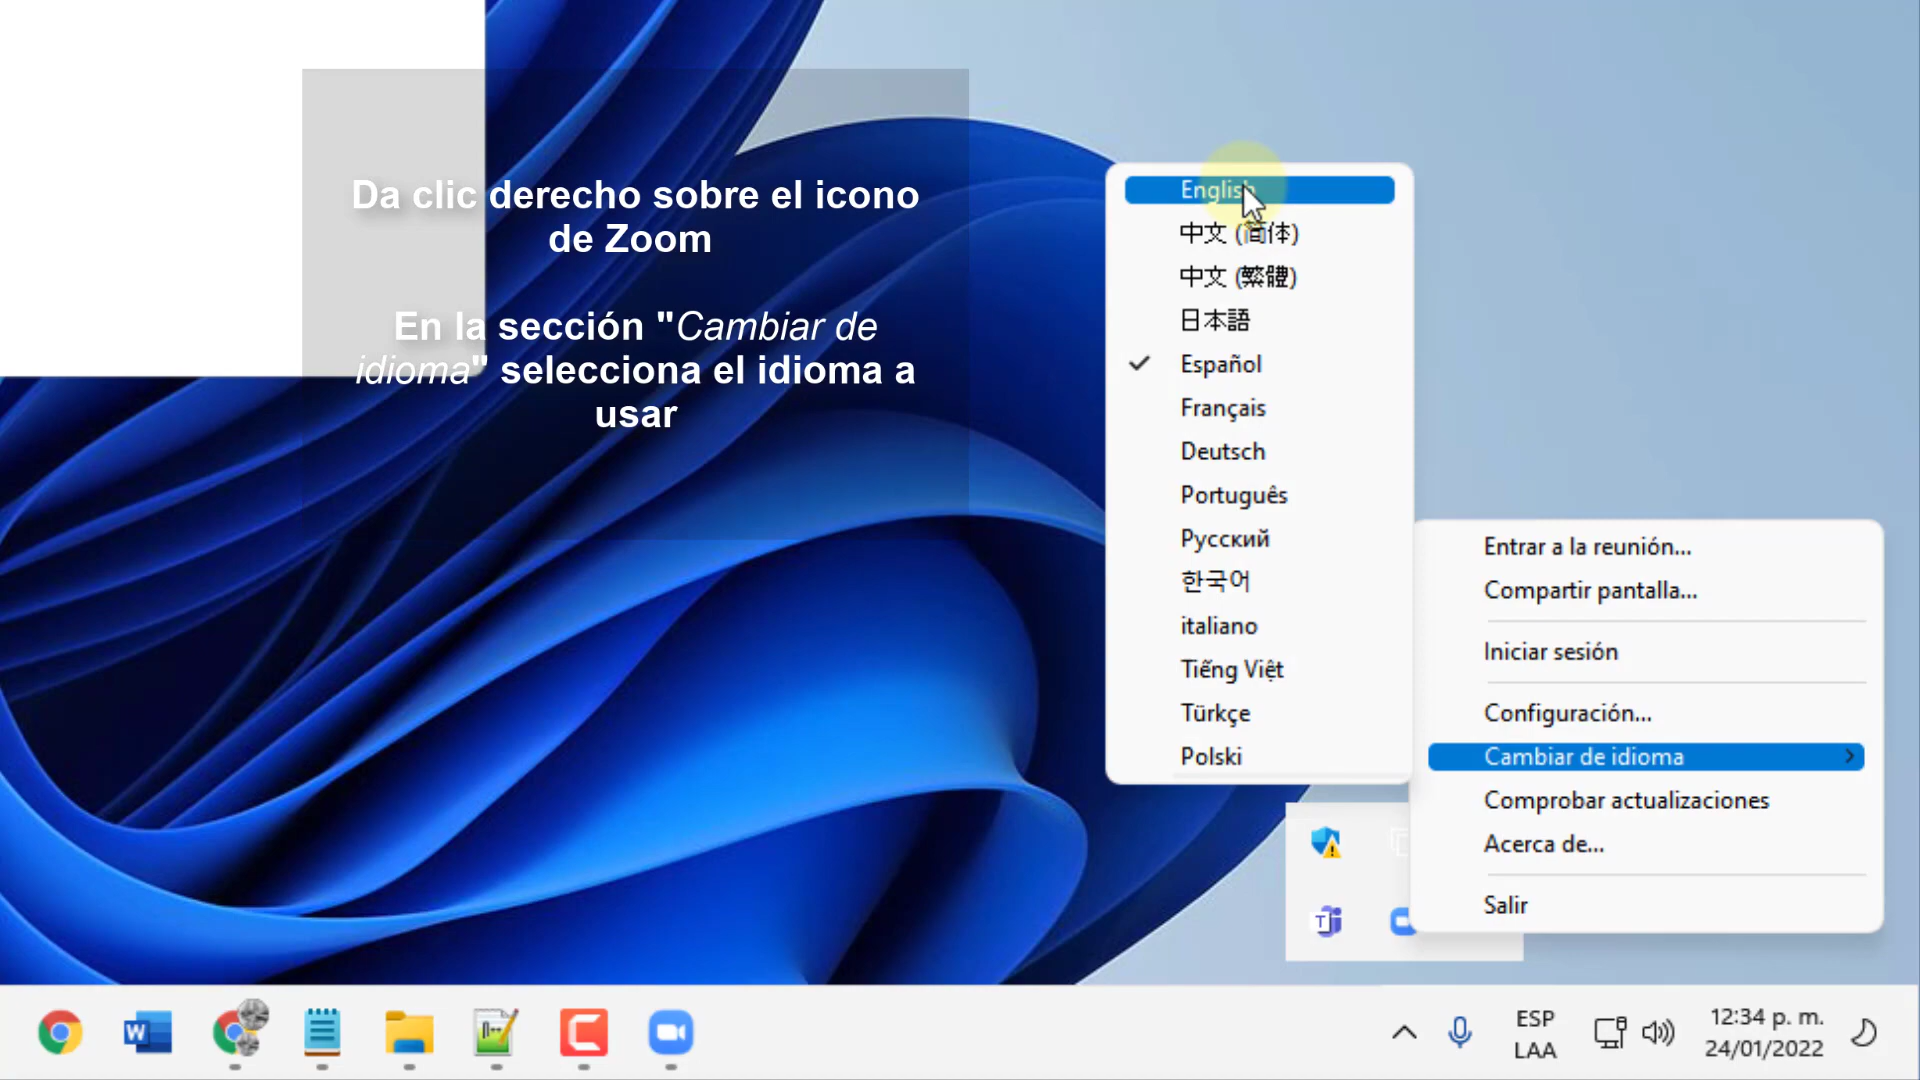 Da clic derecho sobre el icono
de Zoom
En la sección "Cambiar de
idioma" selecciona el idioma a
usar
English
中文 (简体)
中文 (繁體)
日本語
Español
Français
Deutsch
Português
Русский
한국어
italiano
Tiếng Việt
Türkçe
Polski
Entrar a la reunión...
Compartir pantalla...
Iniciar sesión
Configuración...
Cambiar de idioma
Comprobar actualizaciones
Acerca de...
Salir
ESP
LAA
12:34 p. m.
24/01/2022